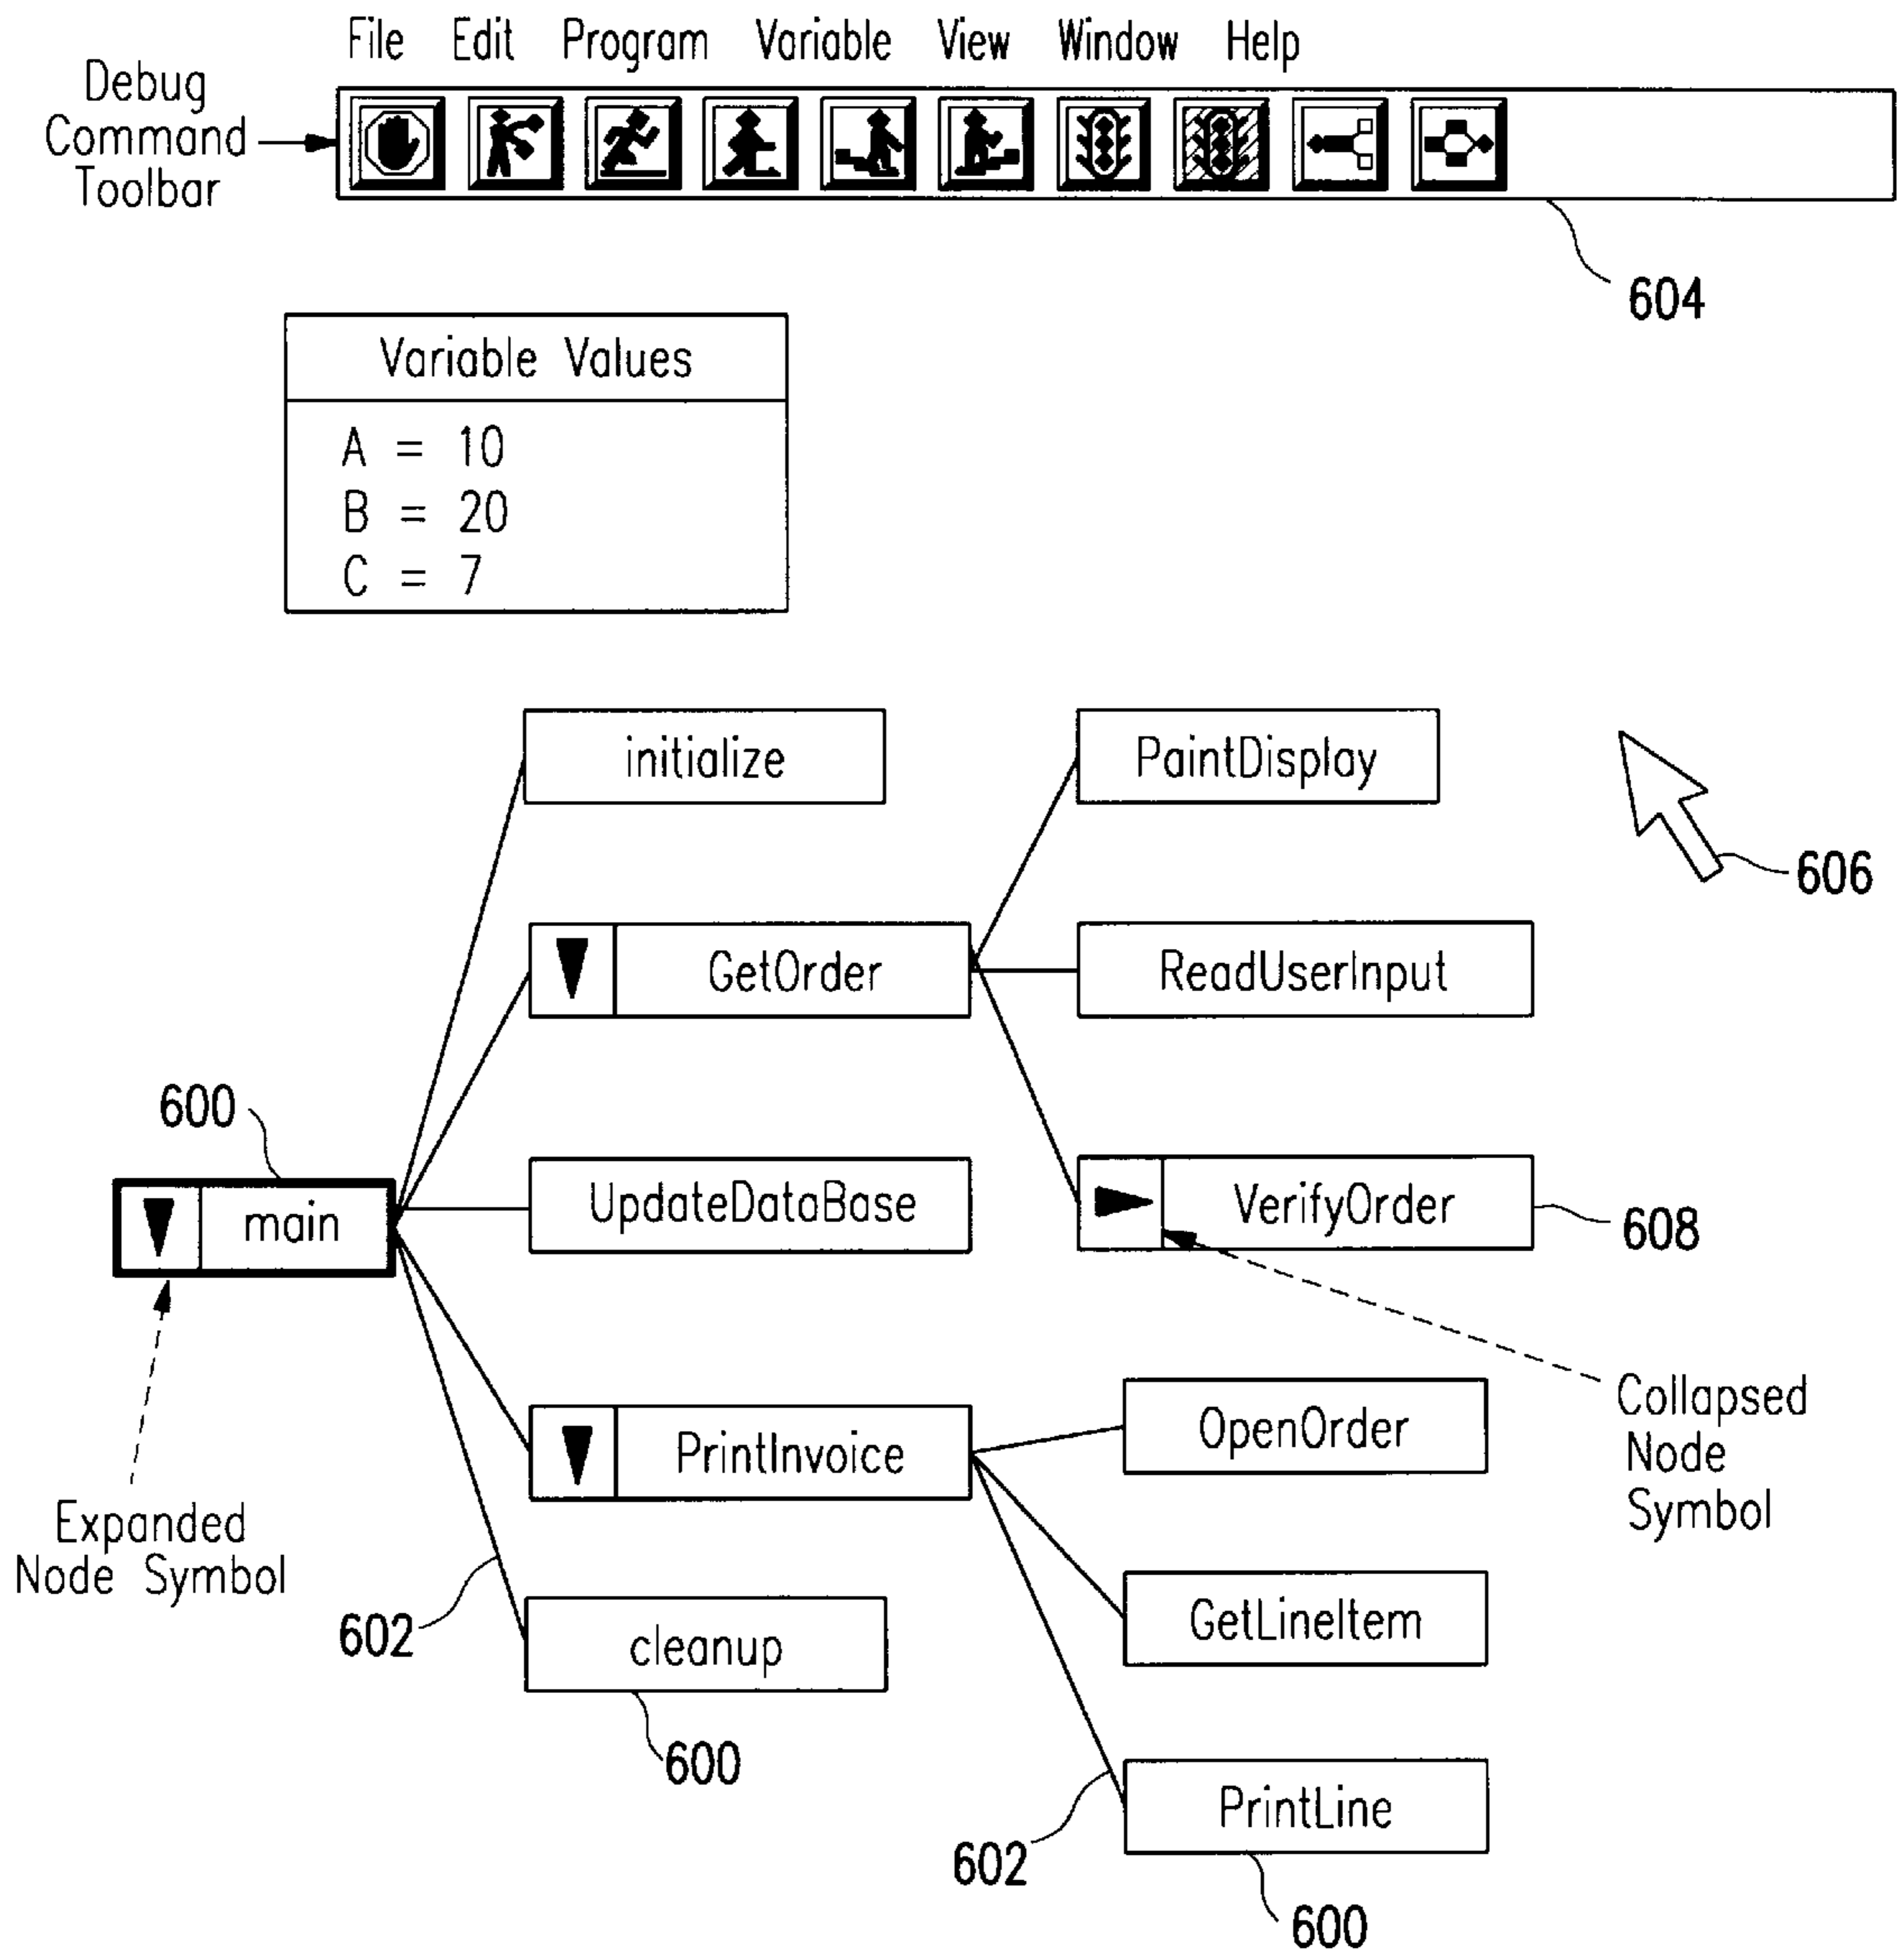 File Edit Program Variable View Window Help
Debug
Command
Toolbar
604
Variable Values
A = 10
B = 20
C = 7
initialize
PaintDisplay
606
GetOrder
ReadUserInput
600
main
UpdateDataBase
VerifyOrder
608
Expanded
Node Symbol
Collapsed
Node
Symbol
PrintInvoice
OpenOrder
602
GetLineItem
cleanup
600
PrintLine
602
600